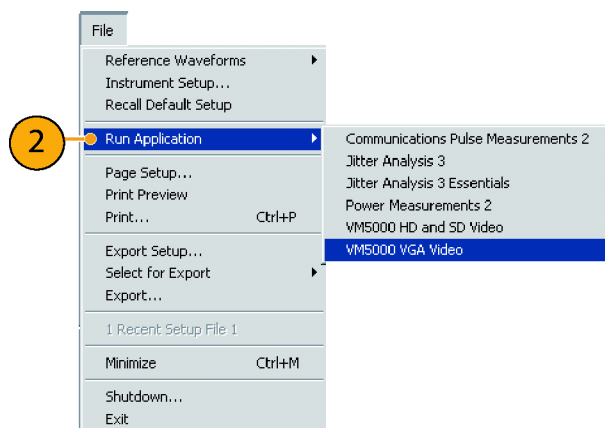 File
Reference Waveforms
Instrument Setup...
Recall Default Setup
2
Run Application
Page Setup...
Print Preview
Print... Ctrl+P
Export Setup...
Select for Export
Export...
1 Recent Setup File 1
Minimize Ctrl+M
Shutdown...
Exit
Communications Pulse Measurements 2
Jitter Analysis 3
Jitter Analysis 3 Essentials
Power Measurements 2
VM5000 HD and SD Video
VM5000 VGA Video